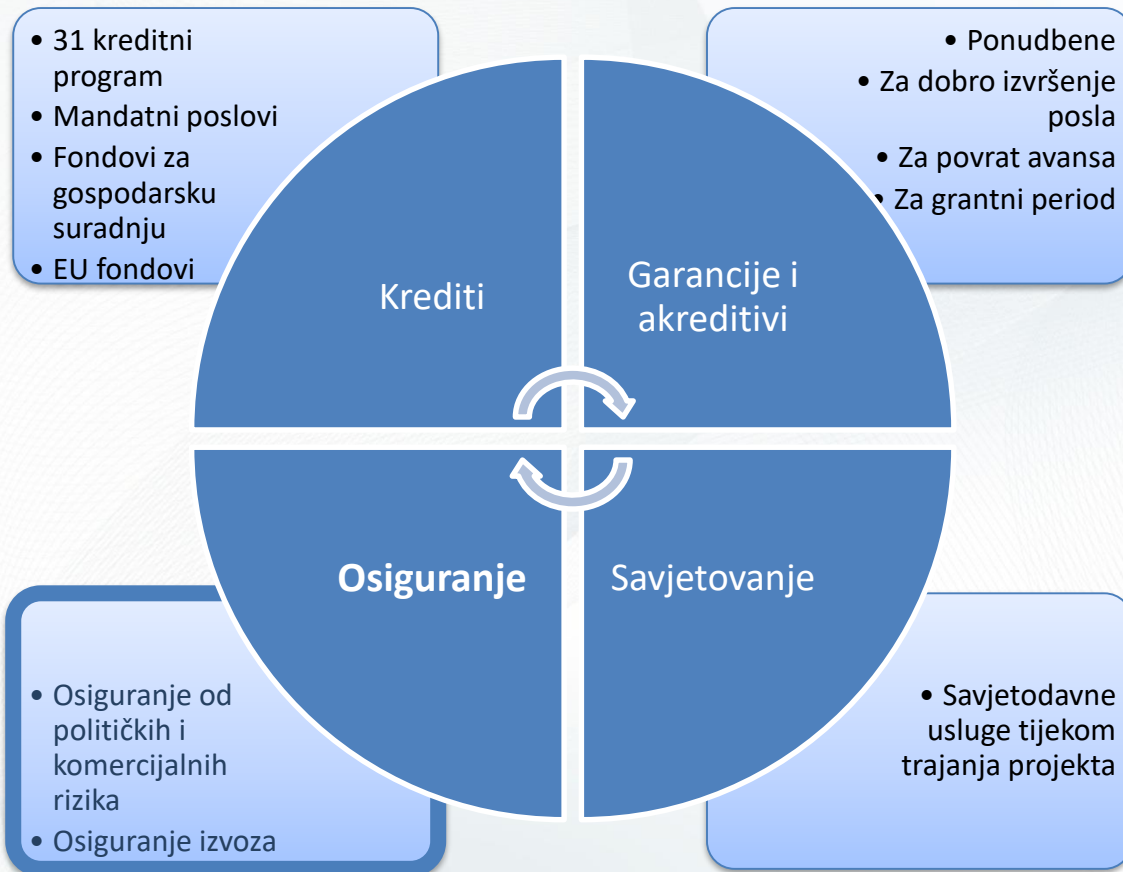 • 31 kreditni
program
• Mandatni poslovi
• Fondovi za
gospodarsku
suradnju
• EU fondovi
• Ponudbene
• Za dobro izvršenje
posla
• Za povrat avansa
• Za grantni period
Krediti
Garancije i
akreditivi
Osiguranje
Savjetovanje
• Osiguranje od
političkih i
komercijalnih
rizika
• Osiguranje izvoza
• Savjetodavne
usluge tijekom
trajanja projekta